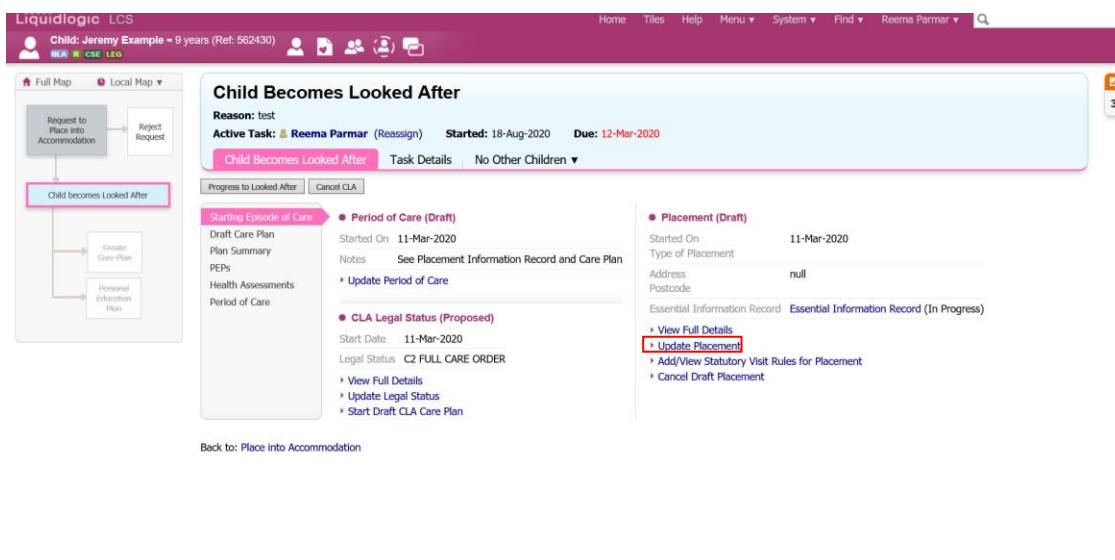 Liquidlogic LCS
Home Tiles Help Menu ▾ System ▾ Find ▾ Reema Parmar ▾
Child: Jeremy Example ~ 9 years (Ref: 562430)
BLA R CSE LEG
Full Map Local Map ▾
Request to
Place into
Accommodation
Reject
Request
Child becomes Looked After
Create
Care Plan
Personal
Education
Plan
Child Becomes Looked After
Reason: test
Active Task: Reema Parmar (Reassign) Started: 18-Aug-2020 Due: 12-Mar-2020
Child Becomes Looked After Task Details No Other Children ▾
Progress to Looked After Cancel CLA
Starting Episode of Care
Draft Care Plan
Plan Summary
PEPs
Health Assessments
Period of Care
Period of Care (Draft)
Started On 11-Mar-2020
Notes See Placement Information Record and Care Plan
Update Period of Care
CLA Legal Status (Proposed)
Start Date 11-Mar-2020
Legal Status C2 FULL CARE ORDER
View Full Details
Update Legal Status
Start Draft CLA Care Plan
Placement (Draft)
Started On 11-Mar-2020
Type of Placement
Address null
Postcode
Essential Information Record Essential Information Record (In Progress)
View Full Details
Update Placement
Add/View Statutory Visit Rules for Placement
Cancel Draft Placement
Back to: Place into Accommodation
3